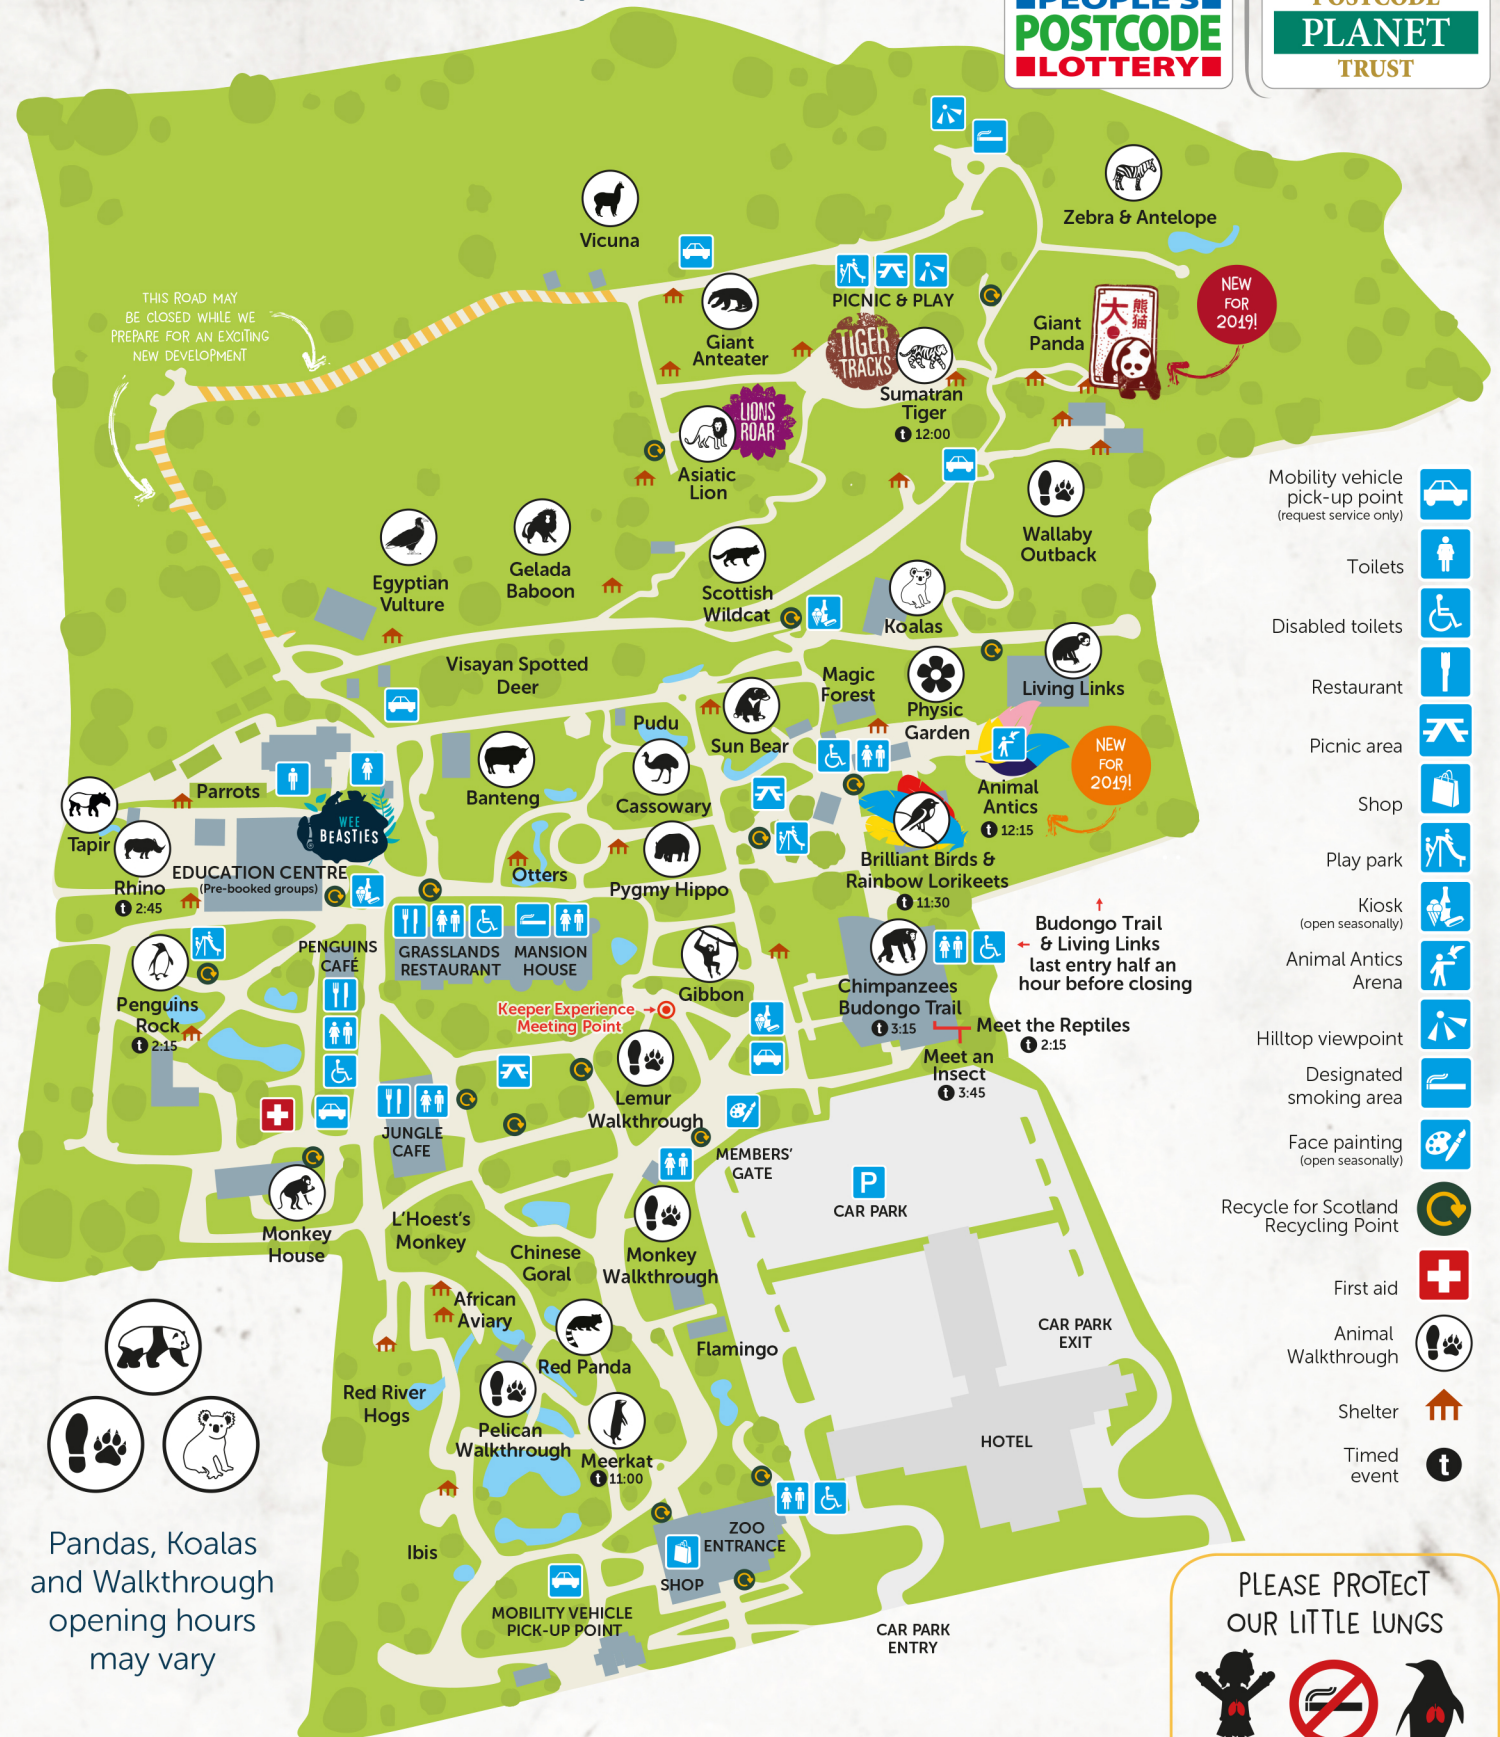 PEOPLE'S
POSTCODE
LOTTERY
POSTCODE
PLANET
TRUST
Zebra & Antelope
Vicuna
NEW
FOR
2019!
THIS ROAD MAY
BE CLOSED WHILE WE
PREPARE FOR AN EXCITING
NEW DEVELOPMENT
PICNIC & PLAY
大熊猫
Giant
Panda
Giant
Anteater
TIGER
TRACKS
Sumatran
Tiger
t 12:00
LIONS
ROAR
Asiatic
Lion
Wallaby
Outback
Egyptian
Vulture
Gelada
Baboon
Scottish
Wildcat
Koalas
Visayan Spotted
Deer
Magic
Forest
Living Links
Physic
Garden
Pudu
Sun Bear
NEW
FOR
2019!
Banteng
Cassowary
Animal
Antics
t 12:15
Parrots
Tapir
WEE
BEASTIES
Rhino
t 2:45
EDUCATION CENTRE
(Pre-booked groups)
Otters
Pygmy Hippo
Brilliant Birds &
Rainbow Lorikeets
t 11:30
Budongo Trail
& Living Links
last entry half an
hour before closing
PENGUINS
CAFÉ
GRASSLANDS
RESTAURANT
MANSION
HOUSE
Gibbon
Chimpanzees
Budongo Trail
t 3:15
Penguins
Rock
t 2:15
Keeper Experience
Meeting Point
Meet the Reptiles
t 2:15
Meet an
Insect
t 3:45
Lemur
Walkthrough
JUNGLE
CAFE
MEMBERS'
GATE
P
CAR PARK
Monkey
House
L'Hoest's
Monkey
Chinese
Goral
Monkey
Walkthrough
African
Aviary
Red Panda
Flamingo
CAR PARK
EXIT
Red River
Hogs
Pelican
Walkthrough
Meerkat
t 11:00
HOTEL
Ibis
ZOO
ENTRANCE
SHOP
MOBILITY VEHICLE
PICK-UP POINT
CAR PARK
ENTRY
Mobility vehicle
pick-up point
(request service only)
Toilets
Disabled toilets
Restaurant
Picnic area
Shop
Play park
Kiosk
(open seasonally)
Animal Antics
Arena
Hilltop viewpoint
Designated
smoking area
Face painting
(open seasonally)
Recycle for Scotland
Recycling Point
First aid
Animal
Walkthrough
Shelter
Timed
event
t
Pandas, Koalas
and Walkthrough
opening hours
may vary
PLEASE PROTECT
OUR LITTLE LUNGS